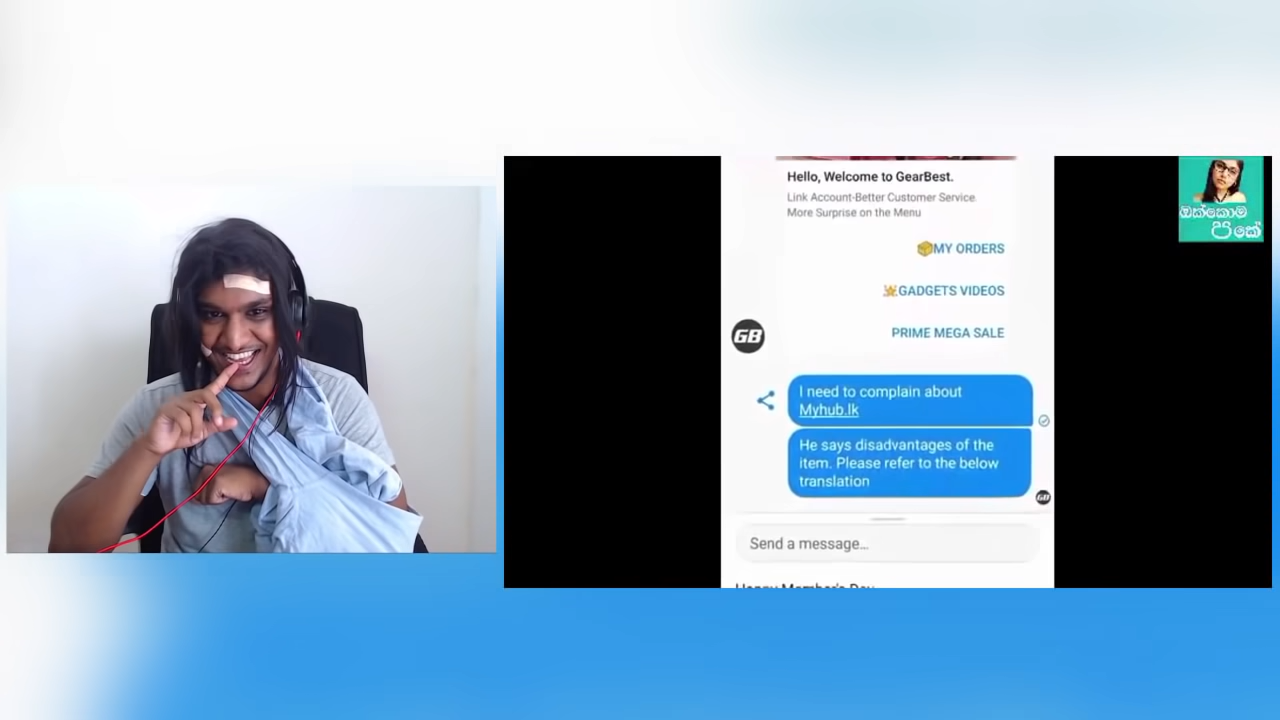 Hello, Welcome to GearBest.
Link Account-Better Customer Service.
More Surprise on the Menu
📦MY ORDERS
💥GADGETS VIDEOS
PRIME MEGA SALE
GB
I need to complain about
Myhub.lk
He says disadvantages of the
item. Please refer to the below
translation
GB
Send a message...
ඔක්කොම
පකේ